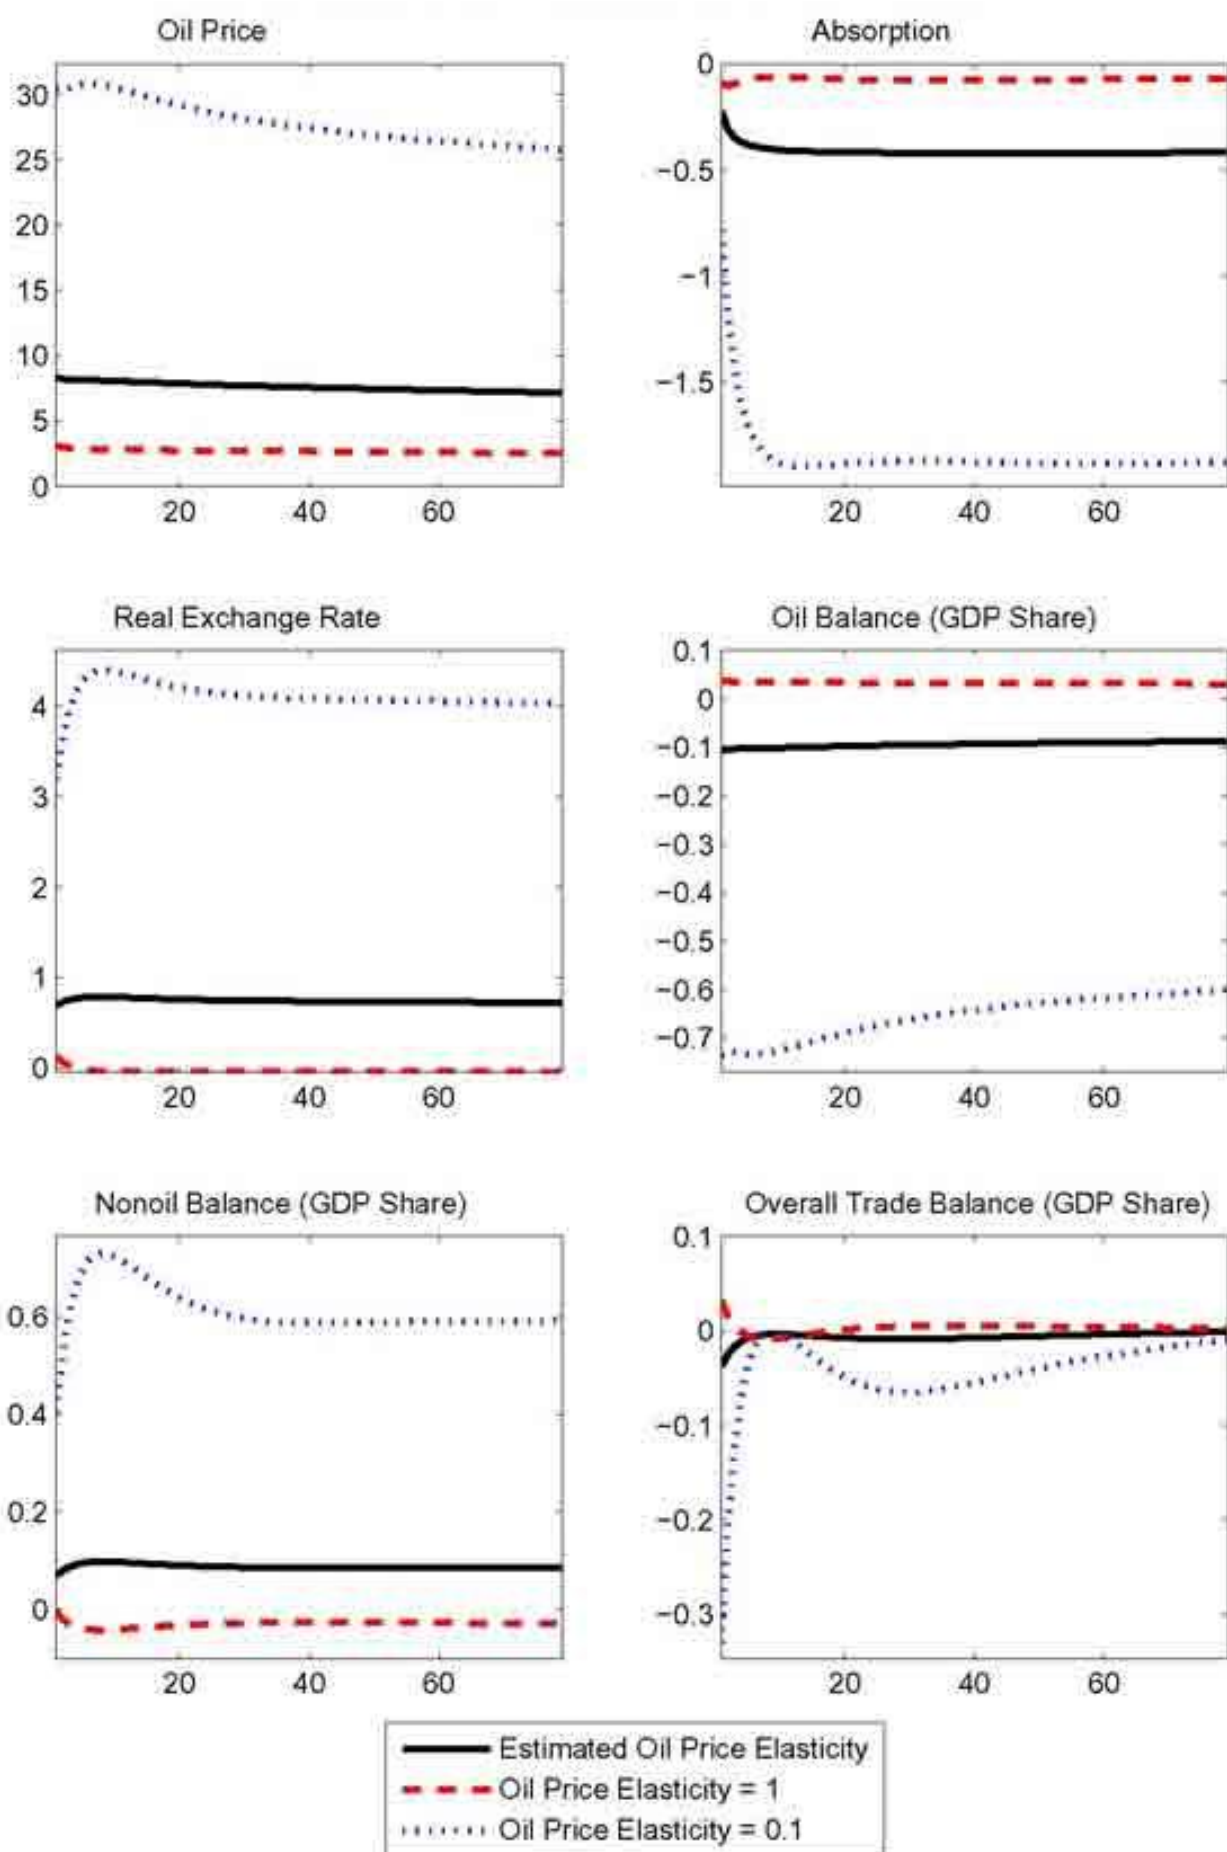 Oil Price
30
25
20
15
10
5
0
20 40 60
Absorption
0
−0.5
−1
−1.5
20 40 60
Real Exchange Rate
4
3
2
1
0
20 40 60
Oil Balance (GDP Share)
0.1
0
−0.1
−0.2
−0.3
−0.4
−0.5
−0.6
−0.7
20 40 60
Nonoil Balance (GDP Share)
0.6
0.4
0.2
0
20 40 60
Overall Trade Balance (GDP Share)
0.1
0
−0.1
−0.2
−0.3
20 40 60
Estimated Oil Price Elasticity
Oil Price Elasticity = 1
Oil Price Elasticity = 0.1